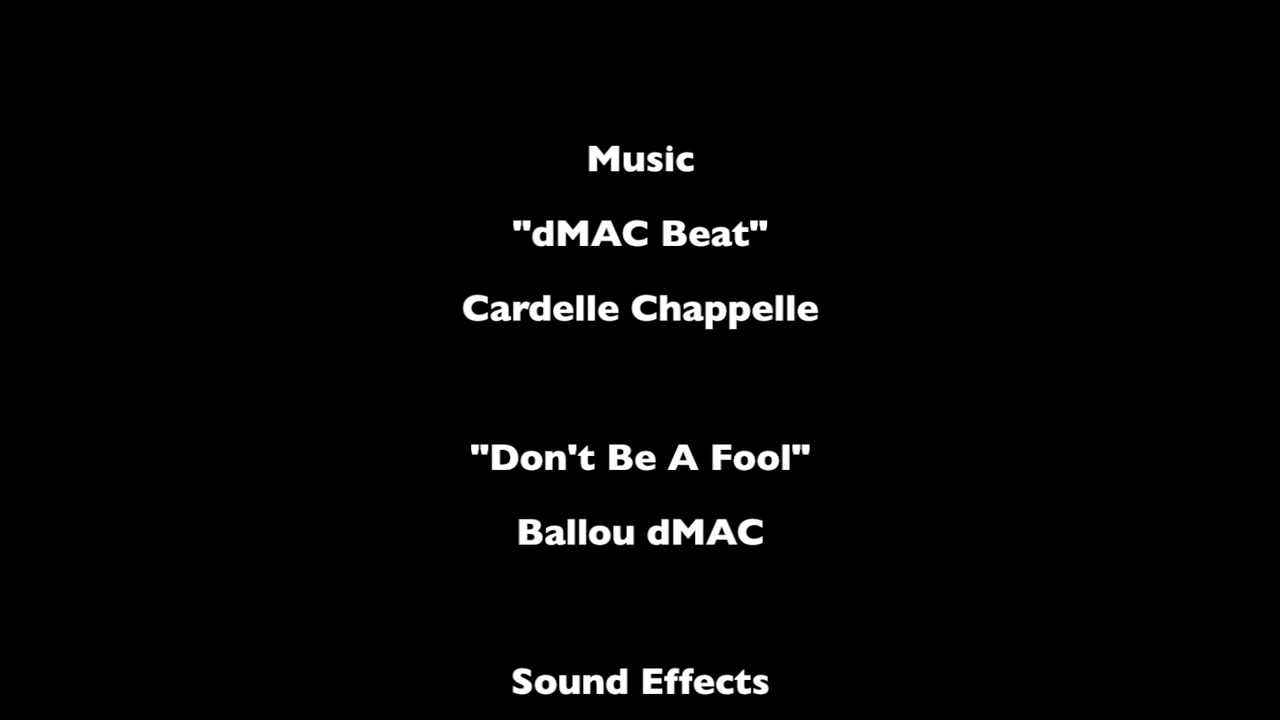 Music
"dMAC Beat"
Cardelle Chappelle
"Don't Be A Fool"
Ballou dMAC
Sound Effects